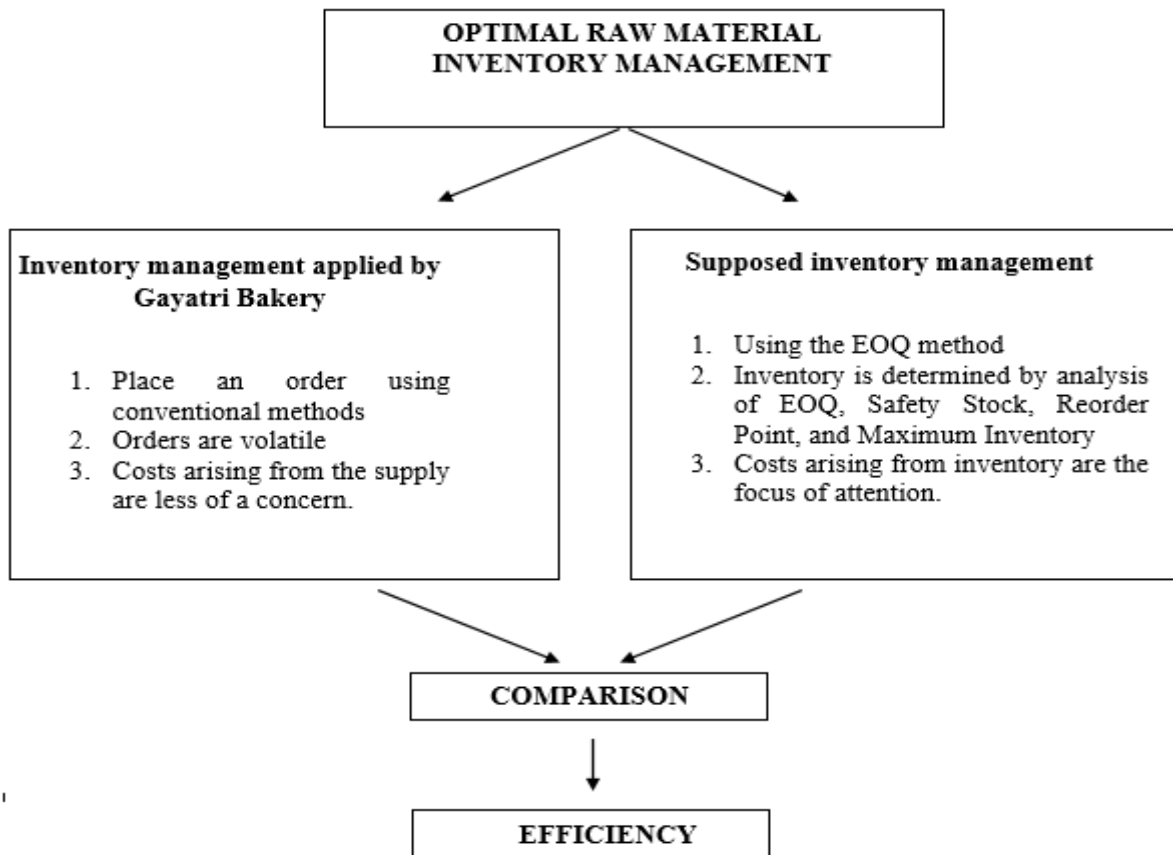 OPTIMAL RAW MATERIAL
INVENTORY MANAGEMENT
Inventory management applied by
Gayatri Bakery
1. Place an order using
conventional methods
2. Orders are volatile
3. Costs arising from the supply
are less of a concern.
Supposed inventory management
1. Using the EOQ method
2. Inventory is determined by analysis
of EOQ, Safety Stock, Reorder
Point, and Maximum Inventory
3. Costs arising from inventory are the
focus of attention.
COMPARISON
EFFICIENCY